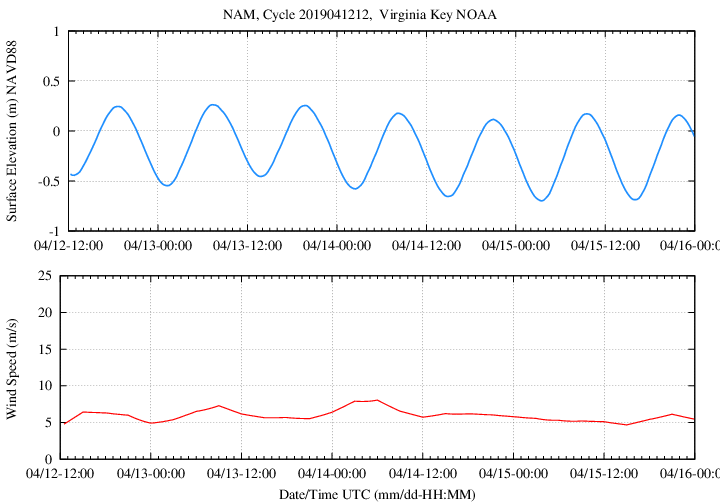 NAM, Cycle 2019041212,  Virginia Key NOAA
Surface Elevation (m) NAVD88
1
0.5
0
-0.5
-1
04/12-12:00 04/13-00:00 04/13-12:00 04/14-00:00 04/14-12:00 04/15-00:00 04/15-12:00 04/16-00:0
Wind Speed (m/s)
25
20
15
10
5
0
04/12-12:00 04/13-00:00 04/13-12:00 04/14-00:00 04/14-12:00 04/15-00:00 04/15-12:00 04/16-00:0
Date/Time UTC (mm/dd-HH:MM)